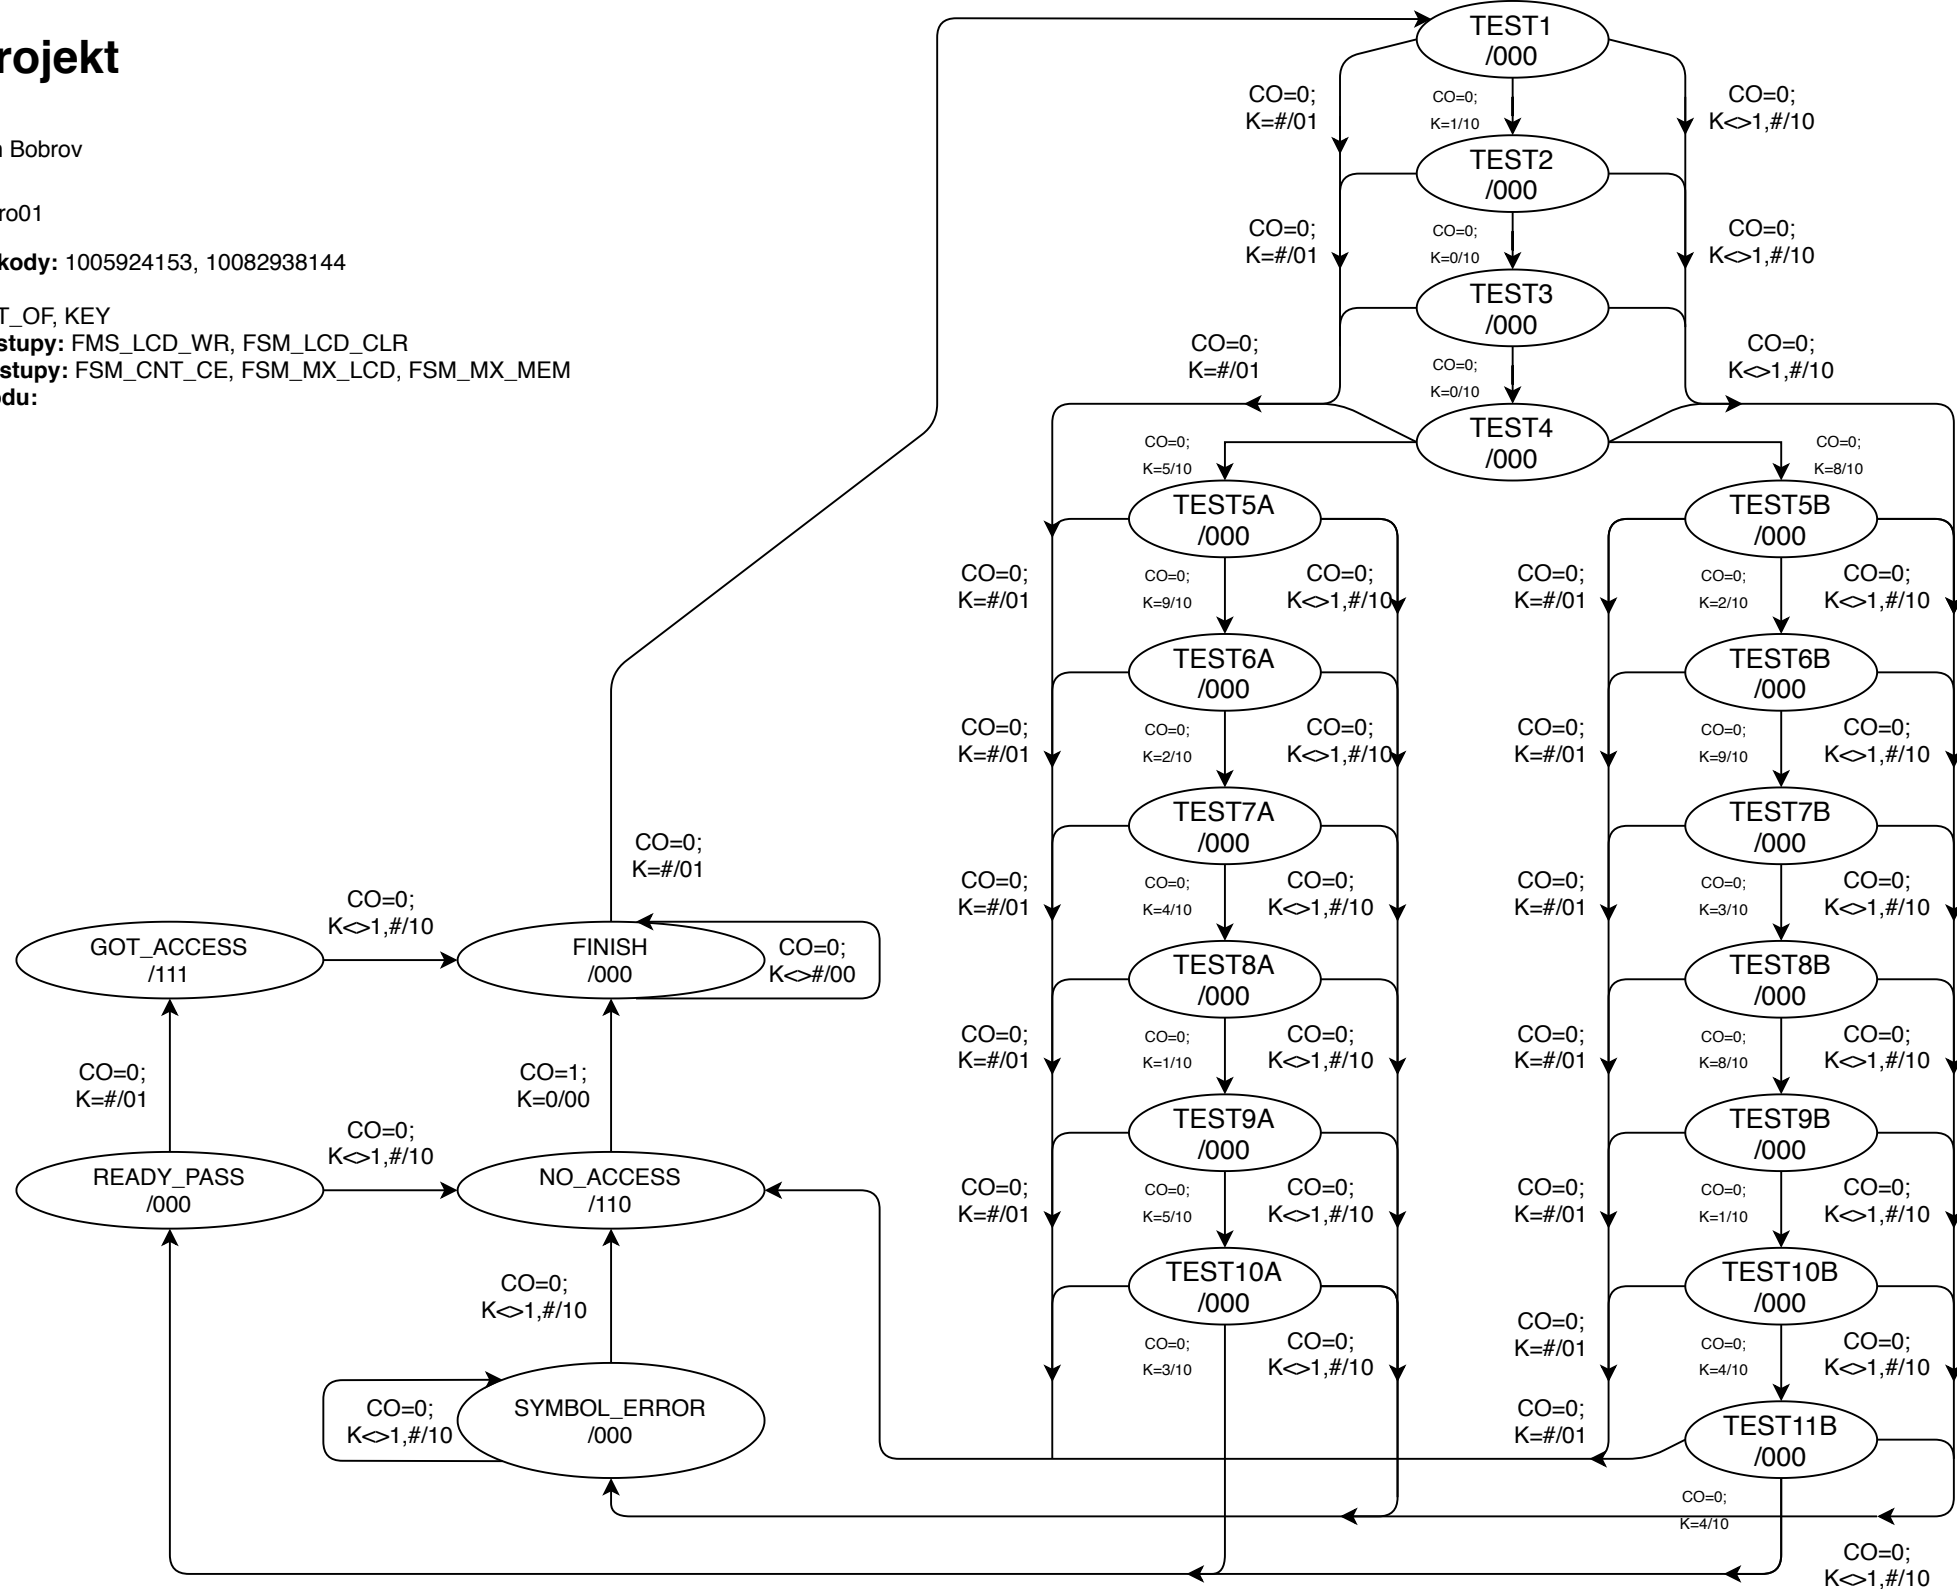 rojekt
n Bobrov
ro01
kody: 1005924153, 10082938144
T_OF, KEY
stupy: FMS_LCD_WR, FSM_LCD_CLR
stupy: FSM_CNT_CE, FSM_MX_LCD, FSM_MX_MEM
odu:
TEST1
/000
CO=0;
K=#/01
CO=0;
K=1/10
CO=0;
K<>1,#/10
TEST2
/000
CO=0;
K=#/01
CO=0;
K=0/10
CO=0;
K<>1,#/10
TEST3
/000
CO=0;
K=#/01
CO=0;
K=0/10
CO=0;
K<>1,#/10
TEST4
/000
CO=0;
K=5/10
CO=0;
K=8/10
TEST5A
/000
CO=0;
K=#/01
CO=0;
K=9/10
CO=0;
K<>1,#/10
TEST6A
/000
CO=0;
K=#/01
CO=0;
K=2/10
CO=0;
K<>1,#/10
TEST7A
/000
CO=0;
K=#/01
CO=0;
K=4/10
CO=0;
K<>1,#/10
TEST8A
/000
CO=0;
K=#/01
CO=0;
K=1/10
CO=0;
K<>1,#/10
TEST9A
/000
CO=0;
K=#/01
CO=0;
K=5/10
CO=0;
K<>1,#/10
TEST10A
/000
CO=0;
K=3/10
CO=0;
K<>1,#/10
TEST5B
/000
CO=0;
K=#/01
CO=0;
K=2/10
CO=0;
K<>1,#/10
TEST6B
/000
CO=0;
K=#/01
CO=0;
K=9/10
CO=0;
K<>1,#/10
TEST7B
/000
CO=0;
K=#/01
CO=0;
K=3/10
CO=0;
K<>1,#/10
TEST8B
/000
CO=0;
K=#/01
CO=0;
K=8/10
CO=0;
K<>1,#/10
TEST9B
/000
CO=0;
K=#/01
CO=0;
K=1/10
CO=0;
K<>1,#/10
TEST10B
/000
CO=0;
K=#/01
CO=0;
K=4/10
CO=0;
K<>1,#/10
CO=0;
K=#/01
TEST11B
/000
CO=0;
K=4/10
CO=0;
K<>1,#/10
CO=0;
K=#/01
GOT_ACCESS
/111
CO=0;
K<>1,#/10
FINISH
/000
CO=0;
K<>#/00
CO=0;
K=#/01
CO=1;
K=0/00
READY_PASS
/000
CO=0;
K<>1,#/10
NO_ACCESS
/110
CO=0;
K<>1,#/10
CO=0;
K<>1,#/10
SYMBOL_ERROR
/000